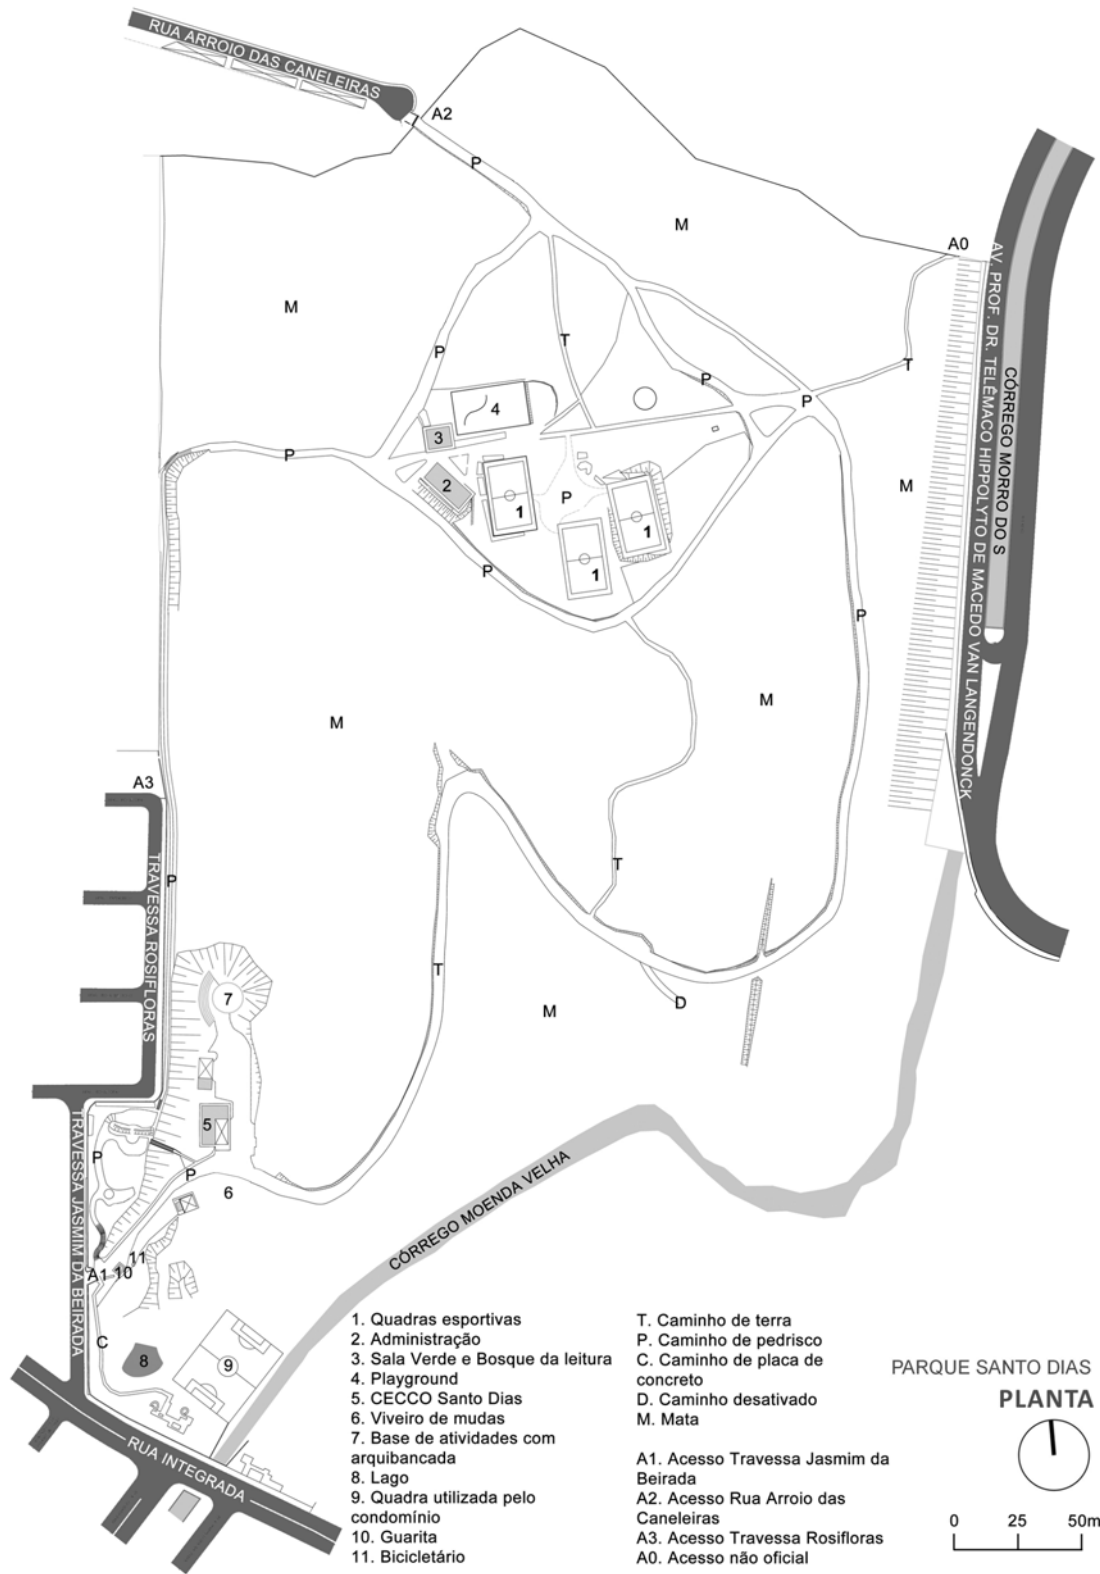 RUA ARROIO DAS CANELEIRAS
A2
P
M
A0
AV. PROF. DR. TELÊMACO HIPPOLYTO DE MACEDO VAN LANGENDONCK
CÓRREGO MORRO DO S
M
T
P
T
P
P
4
3
P
2
M
1
P
1
1
P
P
M
M
A3
T
P
TRAVESSA ROSIFLORAS
T
7
D
M
5
TRAVESSA JASMIM DA BEIRADA
P
P
6
CÓRREGO MOENDA VELHA
11
A1
10
C
8
9
RUA INTEGRADA
1. Quadras esportivas
2. Administração
3. Sala Verde e Bosque da leitura
4. Playground
5. CECCO Santo Dias
6. Viveiro de mudas
7. Base de atividades com
arquibancada
8. Lago
9. Quadra utilizada pelo
condomínio
10. Guarita
11. Bicicletário
T. Caminho de terra
P. Caminho de pedrisco
C. Caminho de placa de
concreto
D. Caminho desativado
M. Mata
A1. Acesso Travessa Jasmim da
Beirada
A2. Acesso Rua Arroio das
Caneleiras
A3. Acesso Travessa Rosifloras
A0. Acesso não oficial
PARQUE SANTO DIAS
PLANTA
0 25 50m